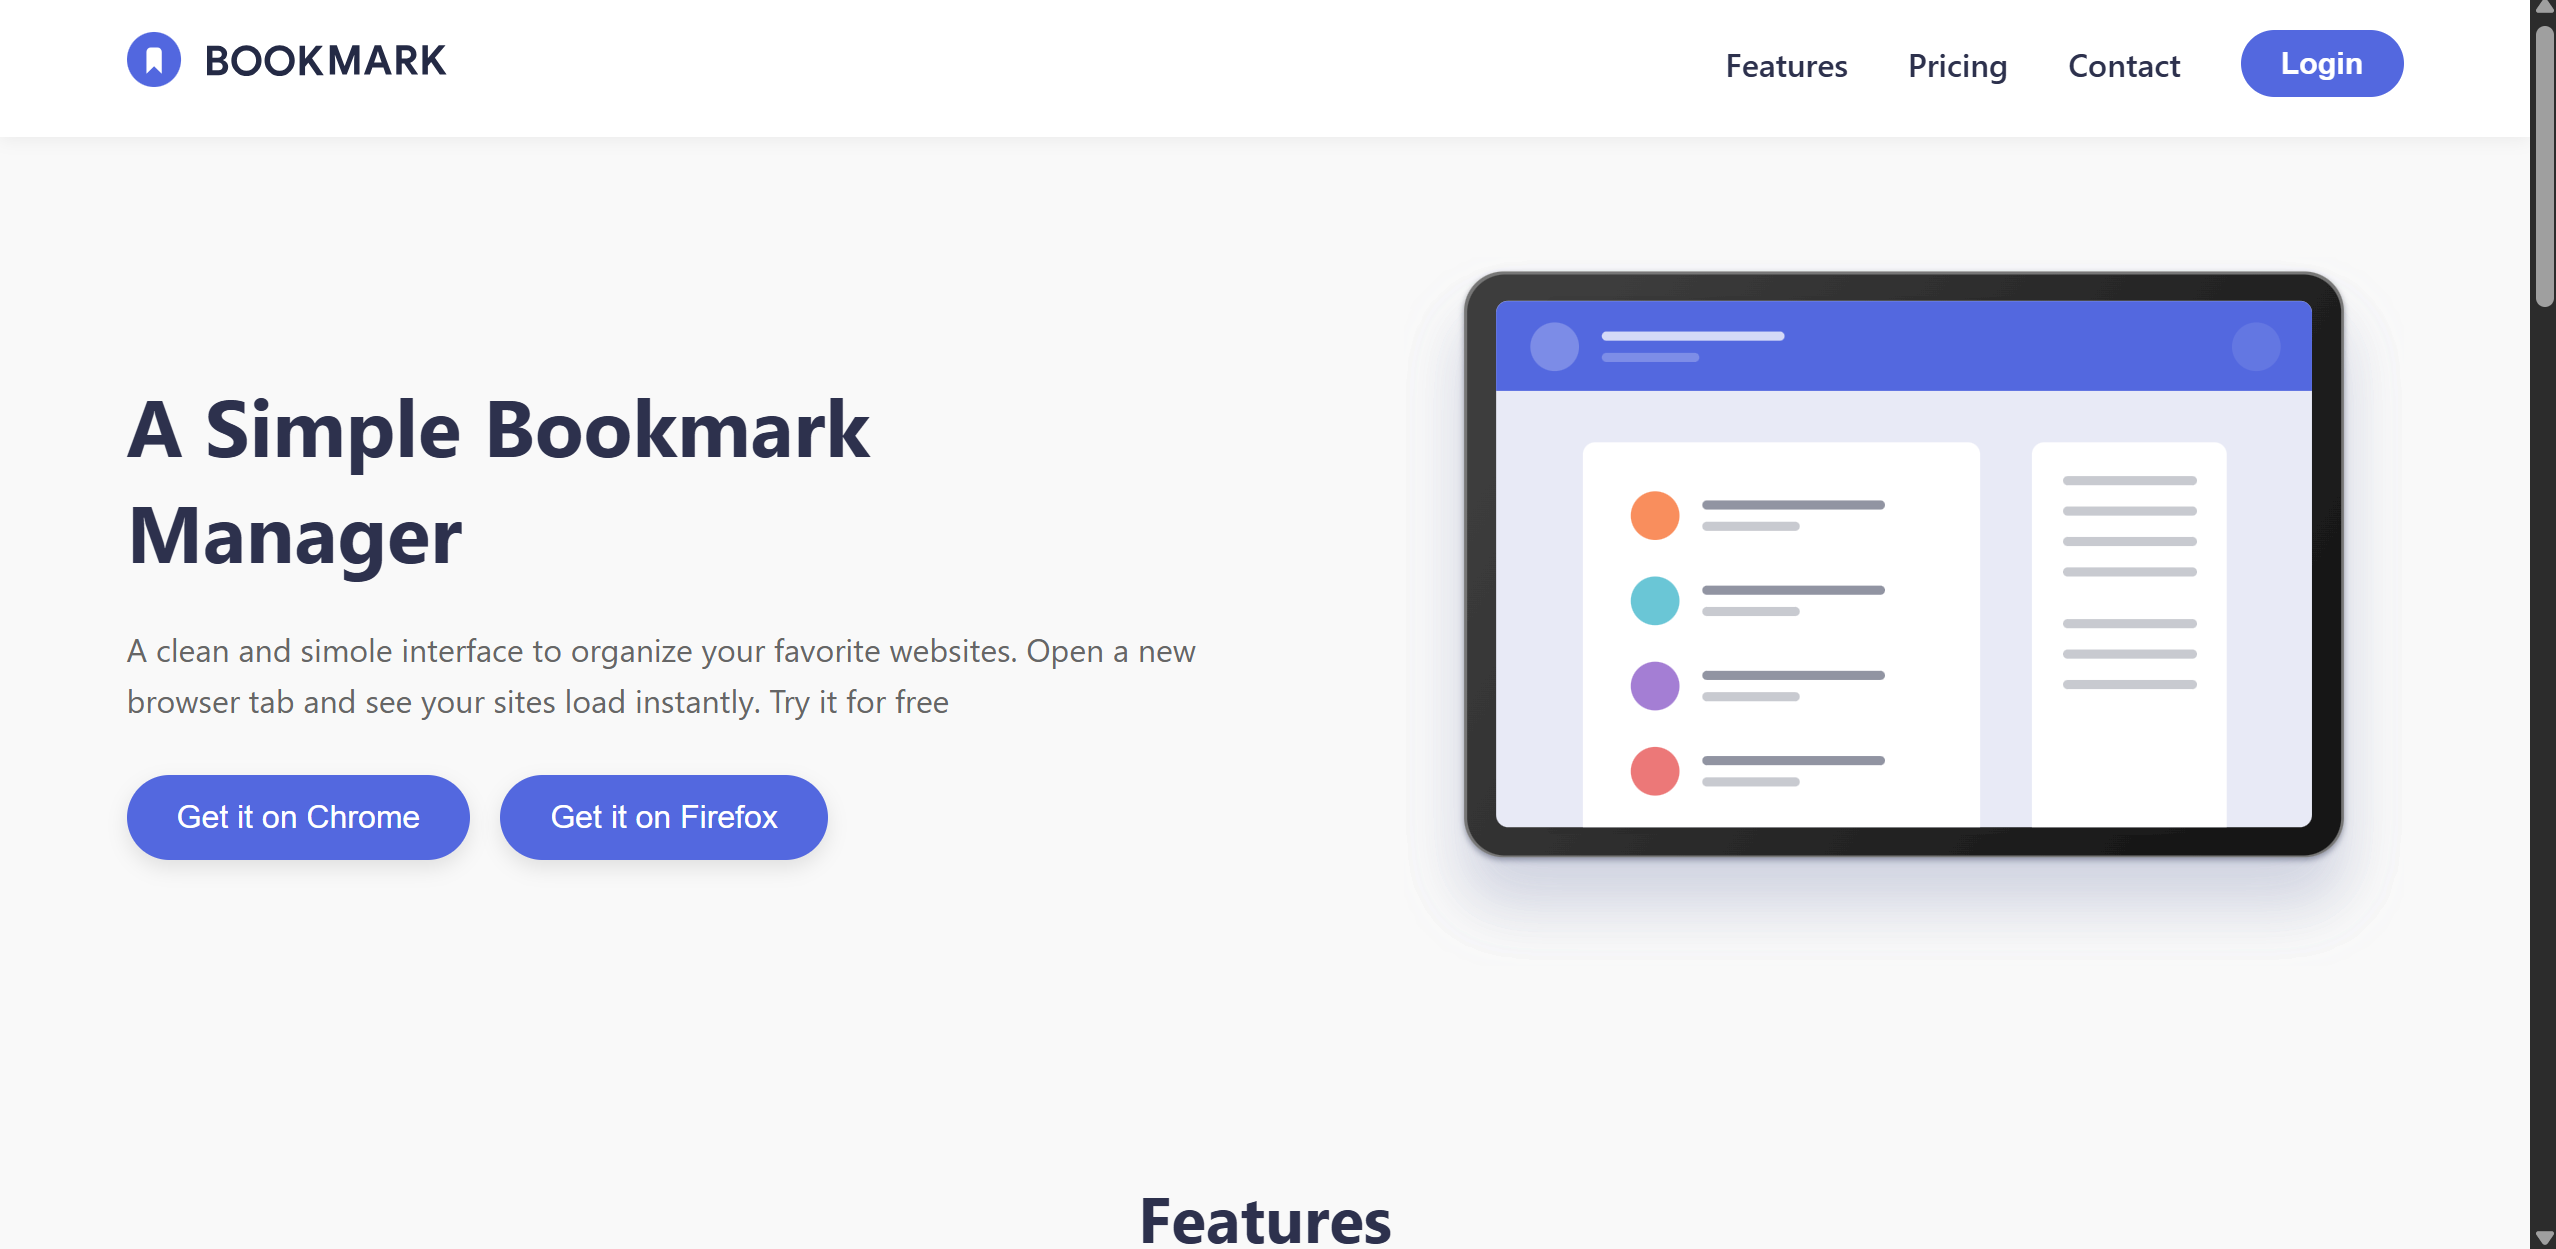 BOOKMARK
Features
Pricing
Contact
Login
A Simple Bookmark
Manager
A clean and simole interface to organize your favorite websites. Open a new
browser tab and see your sites load instantly. Try it for free
Get it on Chrome
Get it on Firefox
Features